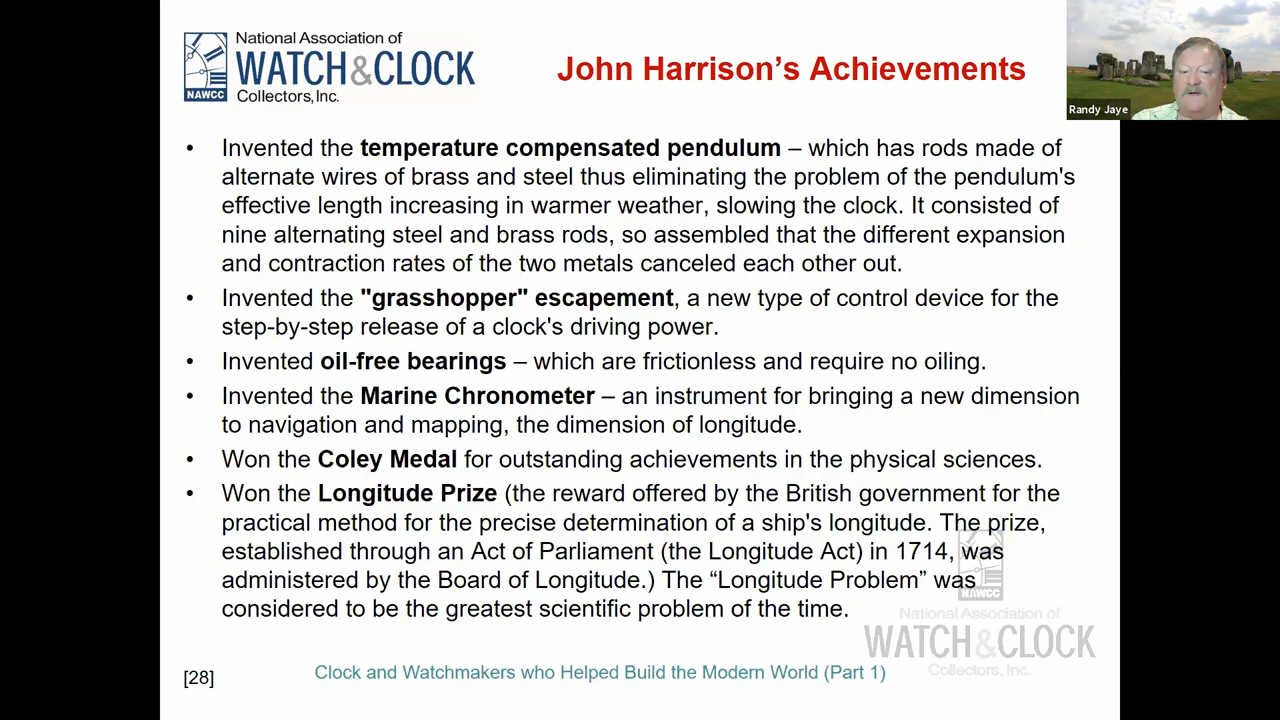 National Association of
WATCH&CLOCK
Collectors, Inc.
NAWCC
John Harrison's Achievements
Randy Jaye
• Invented the temperature compensated pendulum – which has rods made of
alternate wires of brass and steel thus eliminating the problem of the pendulum's
effective length increasing in warmer weather, slowing the clock. It consisted of
nine alternating steel and brass rods, so assembled that the different expansion
and contraction rates of the two metals canceled each other out.
• Invented the "grasshopper" escapement, a new type of control device for the
step-by-step release of a clock's driving power.
• Invented oil-free bearings – which are frictionless and require no oiling.
• Invented the Marine Chronometer – an instrument for bringing a new dimension
to navigation and mapping, the dimension of longitude.
• Won the Coley Medal for outstanding achievements in the physical sciences.
• Won the Longitude Prize (the reward offered by the British government for the
practical method for the precise determination of a ship's longitude. The prize,
established through an Act of Parliament (the Longitude Act) in 1714, was
administered by the Board of Longitude.) The “Longitude Problem” was
considered to be the greatest scientific problem of the time.
NAWCC
National Association of
WATCH&CLOCK
Collectors, Inc.
[28]
Clock and Watchmakers who Helped Build the Modern World (Part 1)